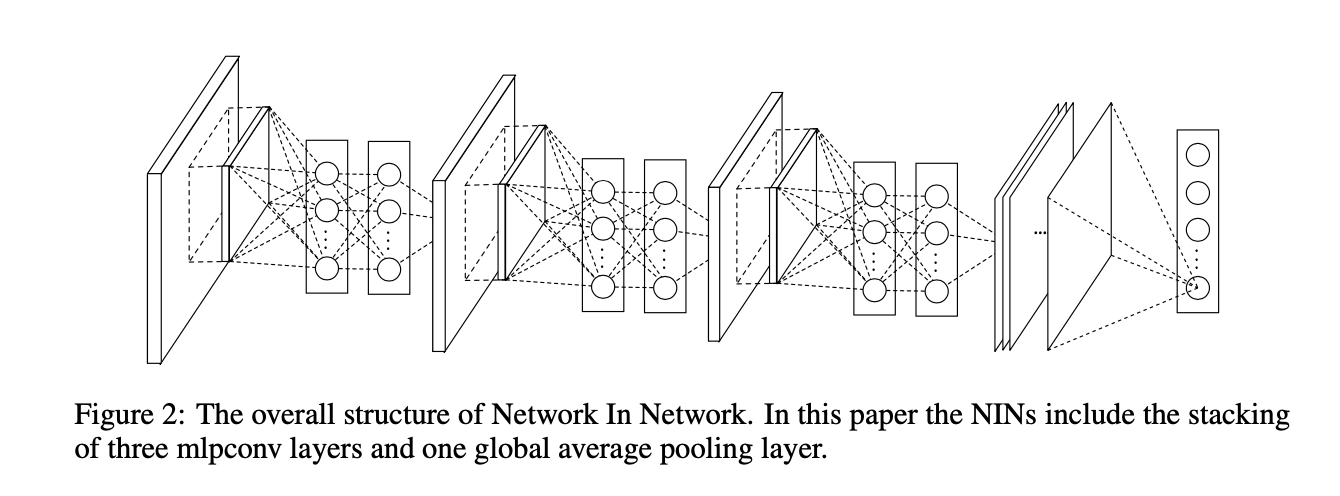 ...
Figure 2: The overall structure of Network In Network. In this paper the NINs include the stacking
of three mlpconv layers and one global average pooling layer.